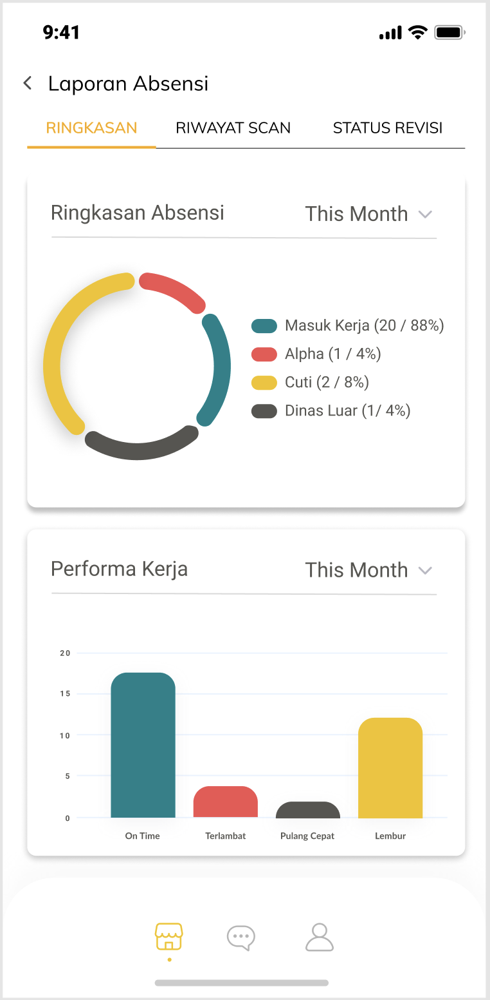 9:41
Laporan Absensi
RINGKASAN RIWAYAT SCAN STATUS REVISI
Ringkasan Absensi This Month
Masuk Kerja (20 / 88%)
Alpha (1 / 4%)
Cuti (2 / 8%)
Dinas Luar (1/ 4%)
Performa Kerja This Month
20
15
10
5
0
On Time Terlambat Pulang Cepat Lembur